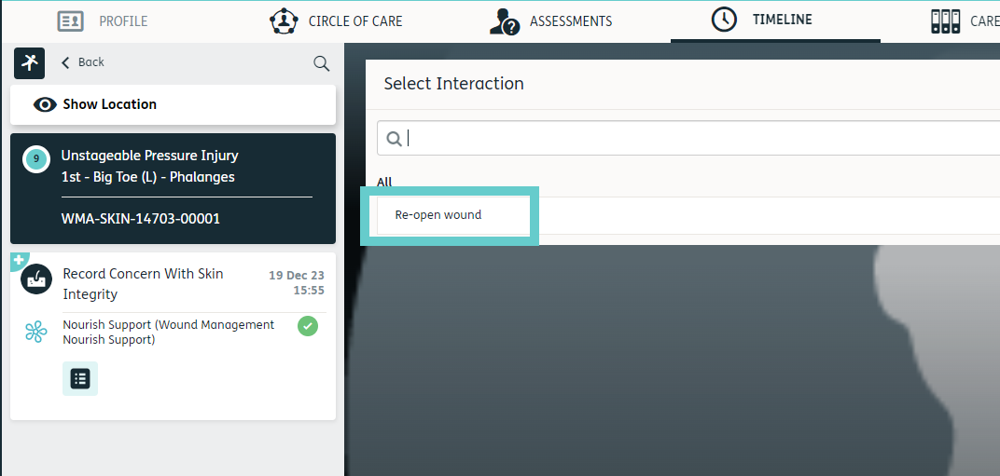 PROFILE
CIRCLE OF CARE
ASSESSMENTS
TIMELINE
CARE
Back
Show Location
9
Unstageable Pressure Injury
1st - Big Toe (L) - Phalanges
WMA-SKIN-14703-00001
Record Concern With Skin
Integrity
19 Dec 23
15:55
Nourish Support (Wound Management
Nourish Support)
Select Interaction
All
Re-open wound